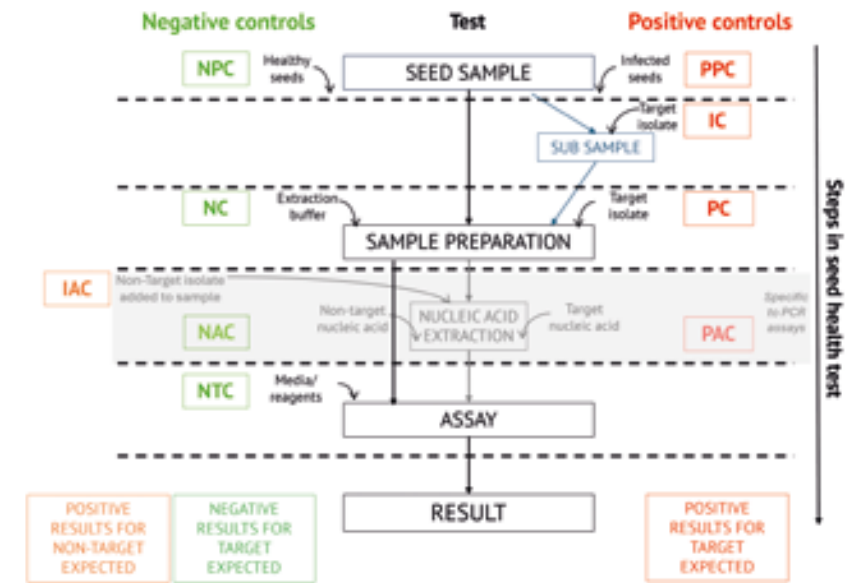 Negative controls
Test
Positive controls
NPC
Healthy
seeds
SEED SAMPLE
Infected
seeds
PPC
Target
isolate
IC
SUB SAMPLE
NC
Extraction
buffer
Target
isolate
PC
SAMPLE PREPARATION
IAC
Non-Target isolate
added to sample
NAC
Non-target
nucleic acid
NUCLEIC ACID
EXTRACTION
Target
nucleic acid
PAC
Specific
to PCR
assays
NTC
Media/
reagents
ASSAY
RESULT
POSITIVE
RESULTS FOR
NON-TARGET
EXPECTED
NEGATIVE
RESULTS FOR
TARGET
EXPECTED
POSITIVE
RESULTS FOR
TARGET
EXPECTED
Steps in seed health test